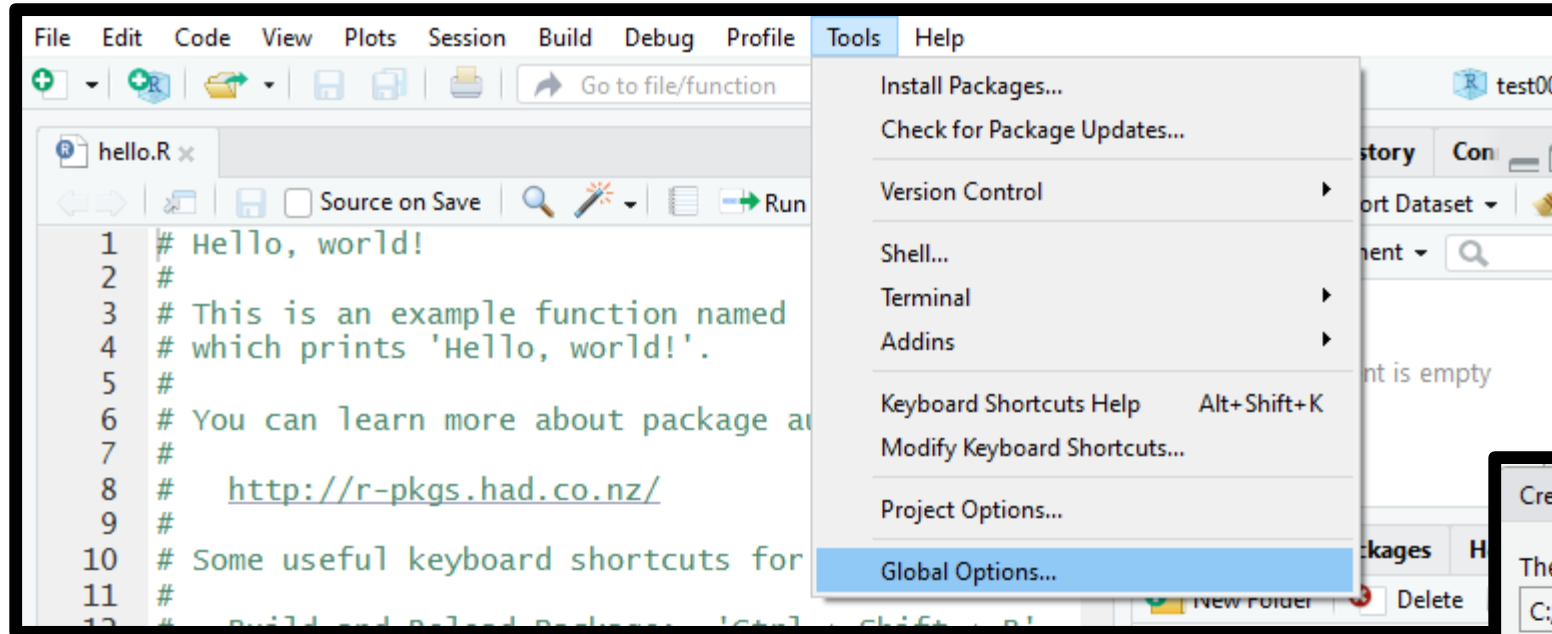 File Edit Code View Plots Session Build Debug Profile Tools Help
Go to file/function
test00
hello.R
Source on Save Run
1 # Hello, world!
2 #
3 # This is an example function named
4 # which prints 'Hello, world!'.
5 #
6 # You can learn more about package au
7 #
8 # http://r-pkgs.had.co.nz/
9 #
10 # Some useful keyboard shortcuts for
11 #
Install Packages...
Check for Package Updates...
Version Control
Shell...
Terminal
Addins
Keyboard Shortcuts Help Alt+Shift+K
Modify Keyboard Shortcuts...
Project Options...
Global Options...
story Con
ort Dataset
ment
nt is empty
ckages H
New Folder Delete
Cre
The
C:/